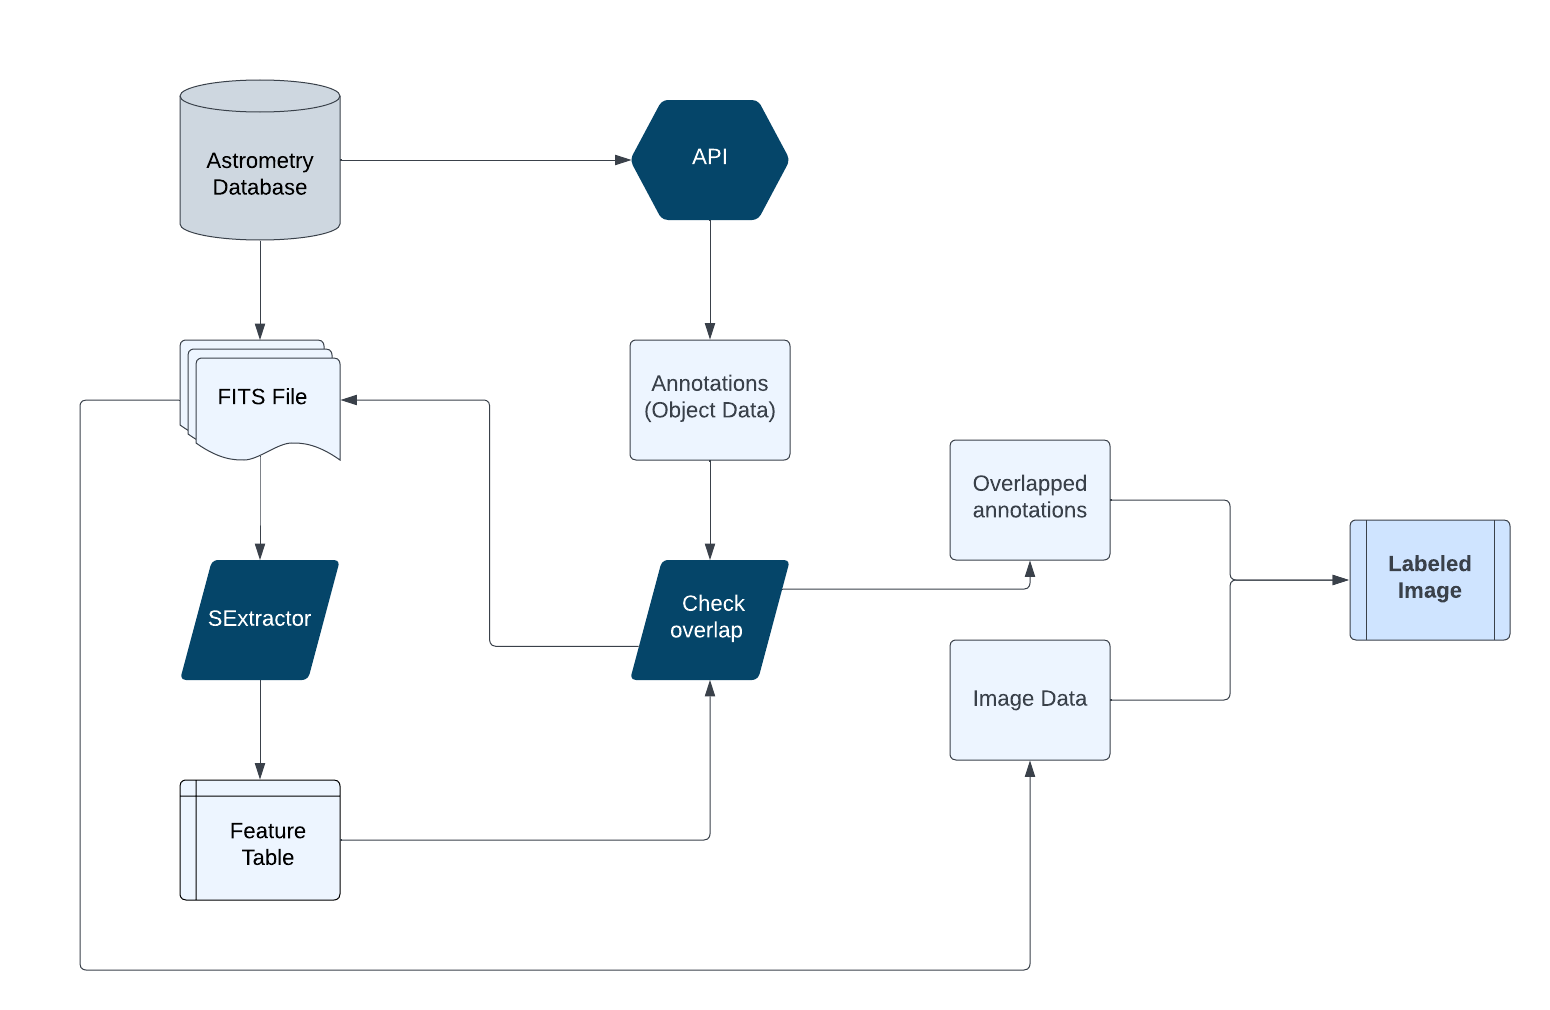 Astrometry
Database
API
FITS File
Annotations
(Object Data)
Overlapped
annotations
Labeled
Image
SExtractor
Check
overlap
Image Data
Feature
Table